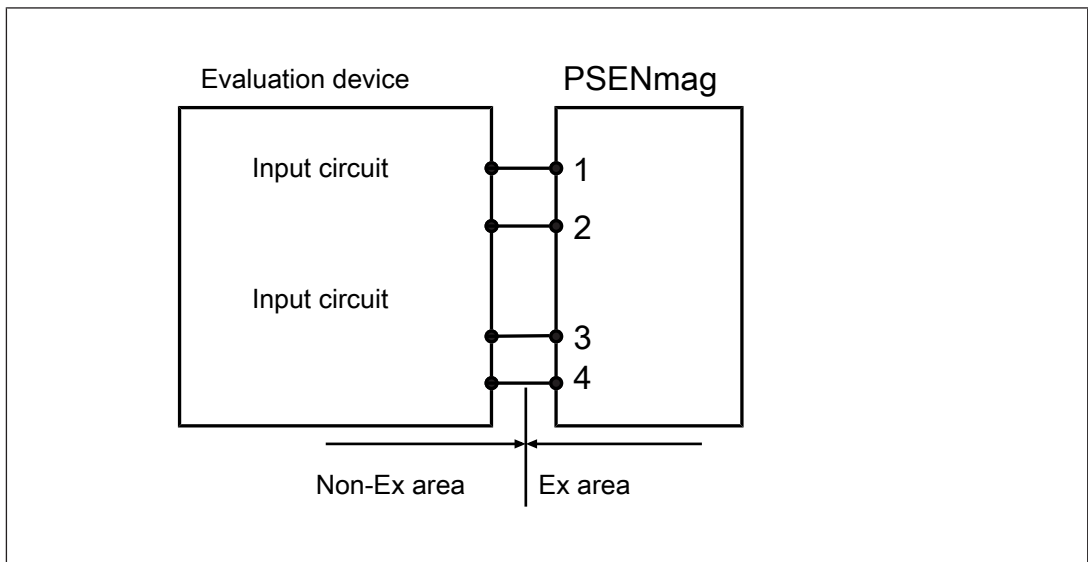 Evaluation device
PSENmag
Input circuit
1
2
Input circuit
3
4
Non-Ex area
Ex area